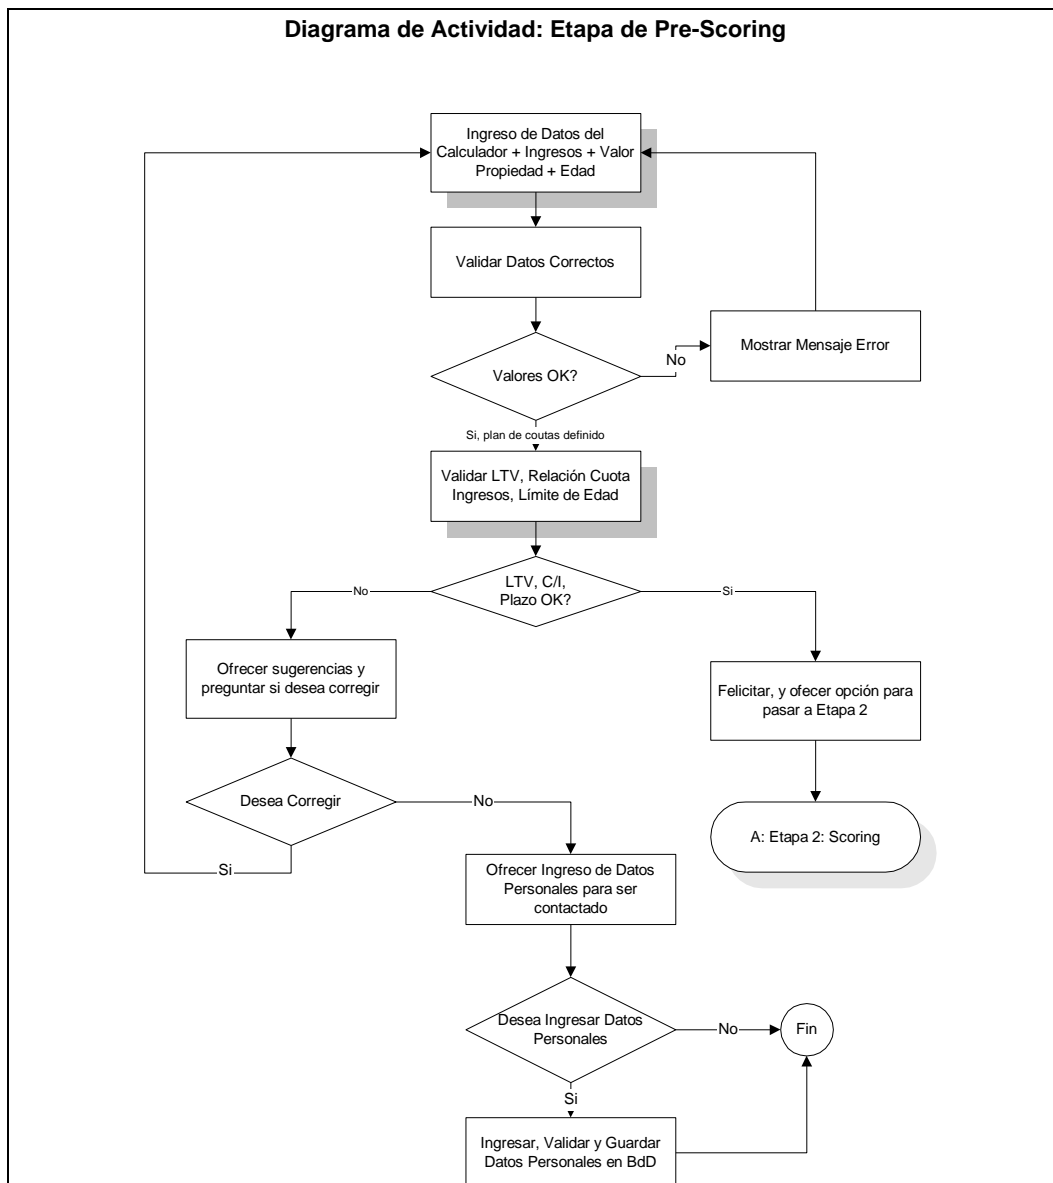 Diagrama de Actividad: Etapa de Pre-Scoring
Ingreso de Datos del
Calculador + Ingresos + Valor
Propiedad + Edad
Validar Datos Correctos
Mostrar Mensaje Error
No
Valores OK?
Si, plan de coutas definido
Validar LTV, Relación Cuota
Ingresos, Límite de Edad
LTV, C/I,
Plazo OK?
No
Si
Ofrecer sugerencias y
preguntar si desea corregir
Felicitar, y ofecer opción para
pasar a Etapa 2
Desea Corregir
No
A: Etapa 2: Scoring
Si
Ofrecer Ingreso de Datos
Personales para ser
contactado
Desea Ingresar Datos
Personales
No
Fin
Si
Ingresar, Validar y Guardar
Datos Personales en BdD